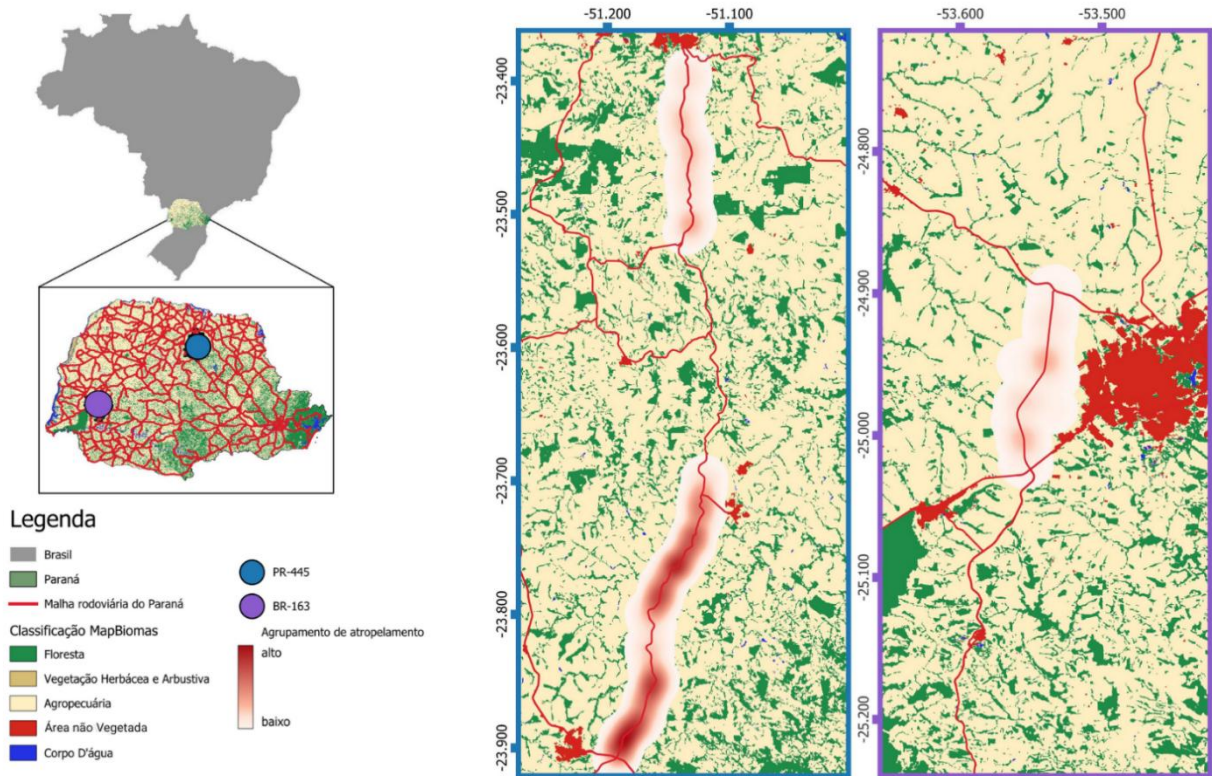 -51.200 -51.100
-53.600 -53.500
-23.400
-23.500
-23.600
-23.700
-23.800
-23.900
-24.800
-24.900
-25.000
-25.100
-25.200
Legenda
Brasil
Paraná
Malha rodoviária do Paraná
Classificação MapBiomas
Floresta
Vegetação Herbácea e Arbustiva
Agropecuária
Área não Vegetada
Corpo D'água
PR-445
BR-163
Agrupamento de atropelamento
alto
baixo